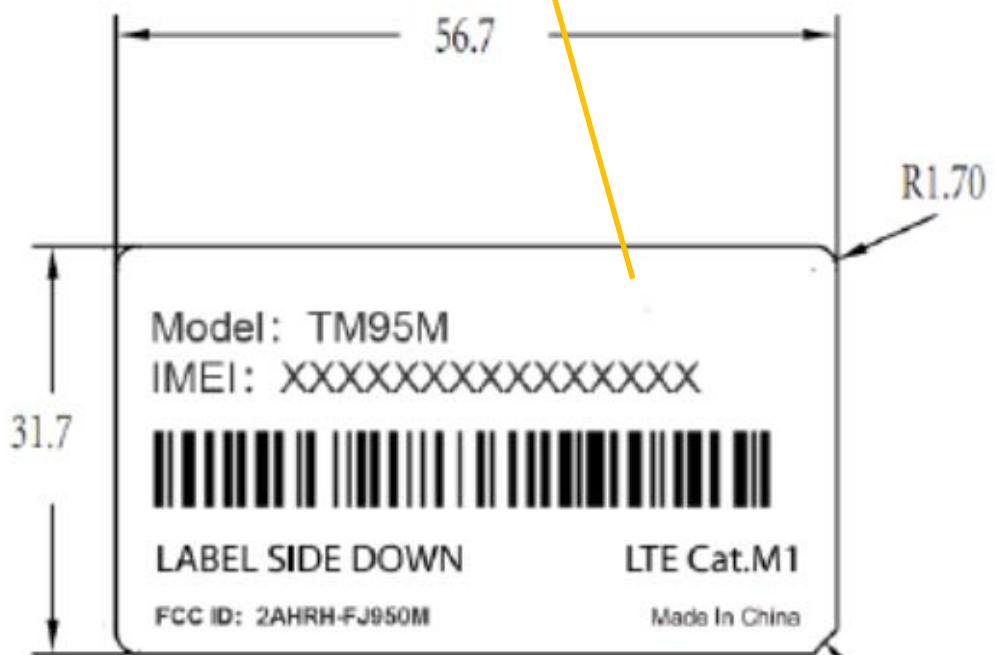 56.7
R1.70
Model: TM95M
IMEI: XXXXXXXXXXXXXXX
31.7
LABEL SIDE DOWN LTE Cat.M1
FCC ID: 2AHRH-FJ950M Made In China